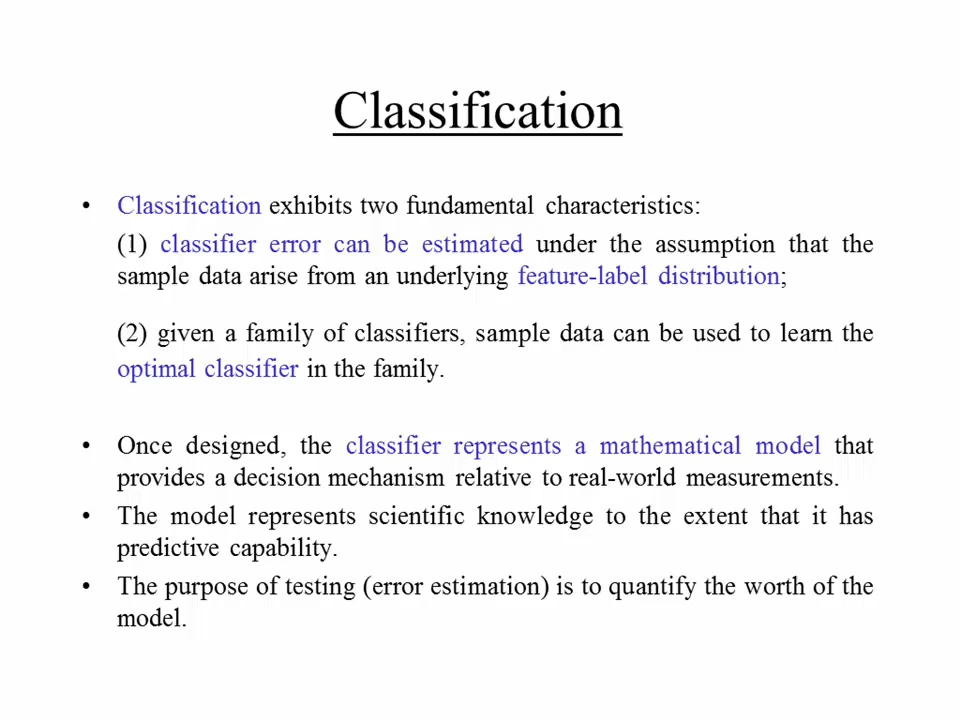 Classification
• Classification exhibits two fundamental characteristics:
(1) classifier error can be estimated under the assumption that the
sample data arise from an underlying feature-label distribution;
(2) given a family of classifiers, sample data can be used to learn the
optimal classifier in the family.
• Once designed, the classifier represents a mathematical model that
provides a decision mechanism relative to real-world measurements.
• The model represents scientific knowledge to the extent that it has
predictive capability.
• The purpose of testing (error estimation) is to quantify the worth of the
model.